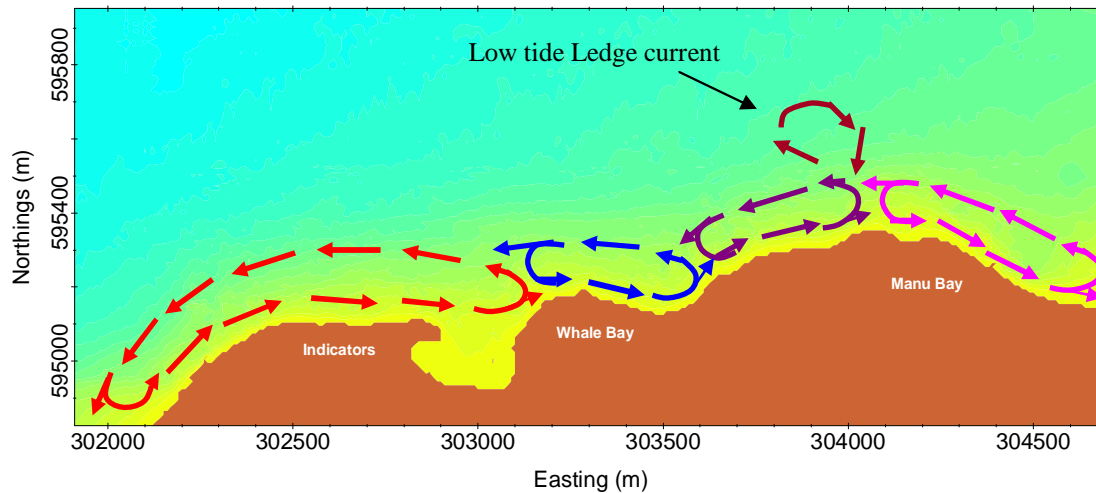 Low tide Ledge current
595800
595400
595000
Northings (m)
Indicators
Whale Bay
Manu Bay
302000 302500 303000 303500 304000 304500
Easting (m)